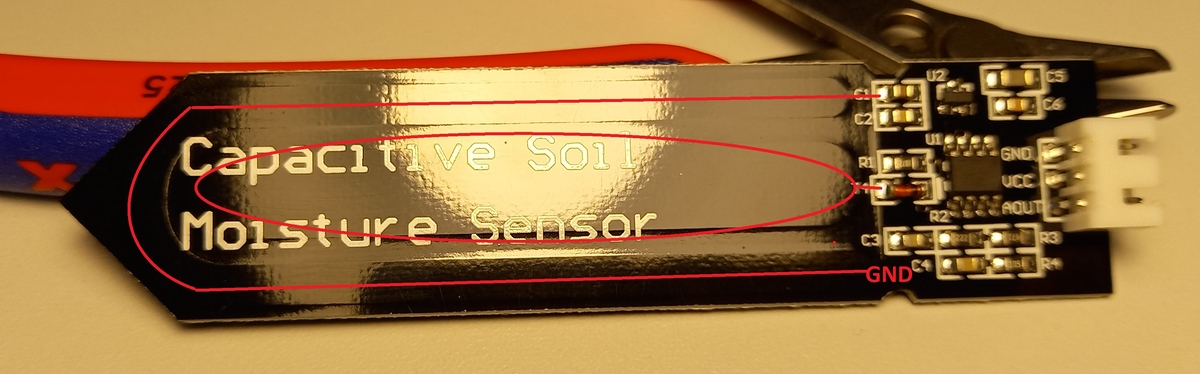 Capacitive Soil
Moisture Sensor
C1
U2
C5
C2
C6
U1
R1
GND
VCC
R2
AOUT
C3
R3
C4
R4
GND